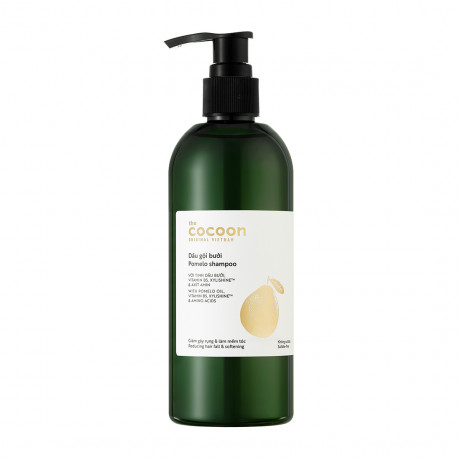 the
cocoon
ORIGINAL VIETNAM
Dầu gội bưởi
Pomelo shampoo
VỚI TINH DẦU BƯỞI,
VITAMIN B5, XYLISHINE™
& AXIT AMIN
WITH POMELO OIL,
VITAMIN B5, XYLISHINE™
& AMINO ACIDS
Giảm gãy rụng & làm mềm tóc
Reducing hair fall & softening